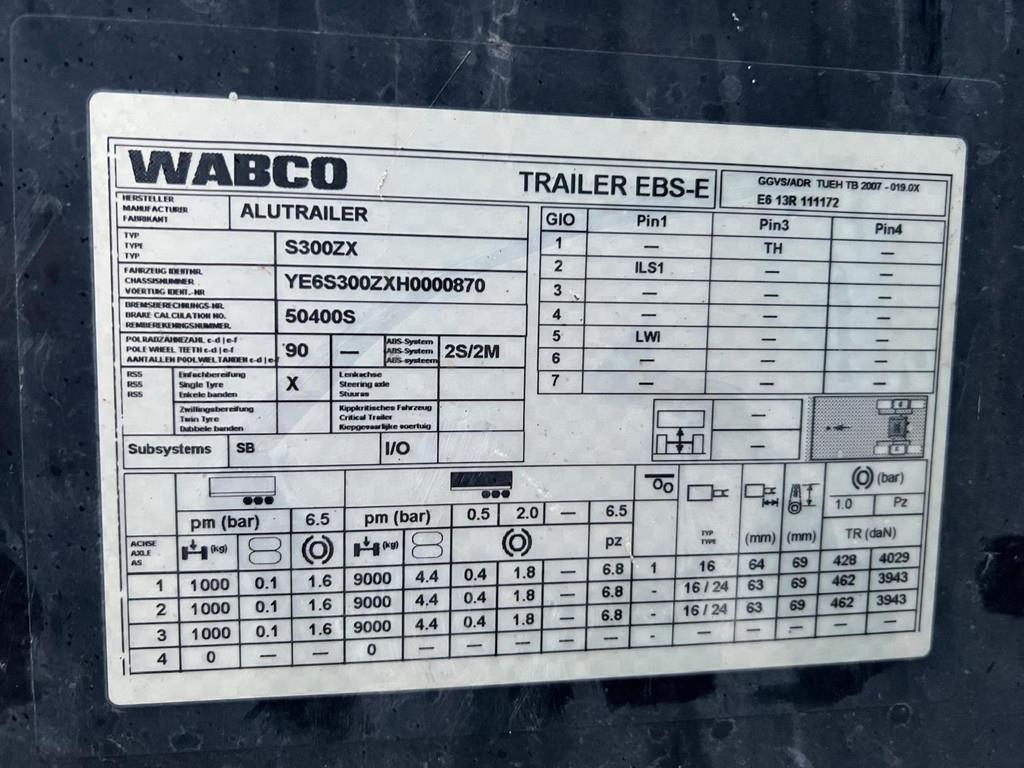 WABCO
TRAILER EBS-E
GGVS/ADR TUEH TB 2007 - 019.0X
E6 13R 111172
HERSTELLER
MANUFACTURER
FABRIKANT
ALUTRAILER
TYP
TYPE
TYP
S300ZX
FAHRZEUG IDENTNR.
CHASSISNUMMER
VOERTUIG IDENT.-NR
YE6S300ZXH0000870
BREMSBERECHNUNGS-NR.
BRAKE CALCULATION NO.
REMBEREKENINGSNUMMER.
50400S
POLRADZÄHNEZAHL c-d | e-f
POLE WHEEL TEETH c-d | e-f
AANTALLEN POOLWIELTANDEN c-d | e-f
90 —
ABS-System
ABS-System
ABS-systeem
2S/2M
RSS
RSS
RSS
Einfachbereifung
Single Tyre
Enkele banden
X
Lenkachse
Steering axle
Stuuras
Zwillingsbereifung
Twin Tyre
Dubbele banden
Kippkritisches Fahrzeug
Critical Trailer
Kiepgevaarlijke voertuig
Subsystems SB I/O
GIO Pin1 Pin3 Pin4
1 — TH —
2 ILS1 — —
3 — — —
4 — — —
5 LWi — —
6 — — —
7 — — —
—
—
pm (bar) 6.5 pm (bar) 0.5 2.0 — 6.5
(bar)
1.0 Pz
ACHSE
AXLE
AS
(kg) (kg) pz
TYP
TYPE
(mm) (mm) TR (daN)
1 1000 0.1 1.6 9000 4.4 0.4 1.8 — 6.8 1 16 64 69 428 4029
2 1000 0.1 1.6 9000 4.4 0.4 1.8 — 6.8 - 16 / 24 63 69 462 3943
3 1000 0.1 1.6 9000 4.4 0.4 1.8 — 6.8 - 16 / 24 63 69 462 3943
4 0 — — 0 — — — — — - — — — — —